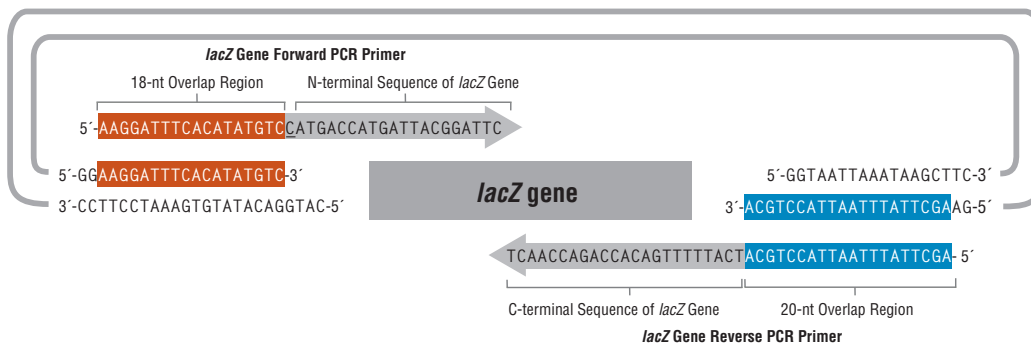 lacZ Gene Forward PCR Primer
18-nt Overlap Region N-terminal Sequence of lacZ Gene
5´-AAGGATTTCACATATGTCCATGACCATGATTACGGATTC
5´-GGAAGGATTTCACATATGTC-3´
3´-CCTTCCTAAAGTGTATACAGGTAC-5´
lacZ gene
5´-GGTAATTAAATAAGCTTC-3´
3´-ACGTCCATTAATTTATTCGAAG-5´
TCAACCAGACCACAGTTTTTACTACGTCCATTAATTTATTCGA-5´
C-terminal Sequence of lacZ Gene 20-nt Overlap Region
lacZ Gene Reverse PCR Primer